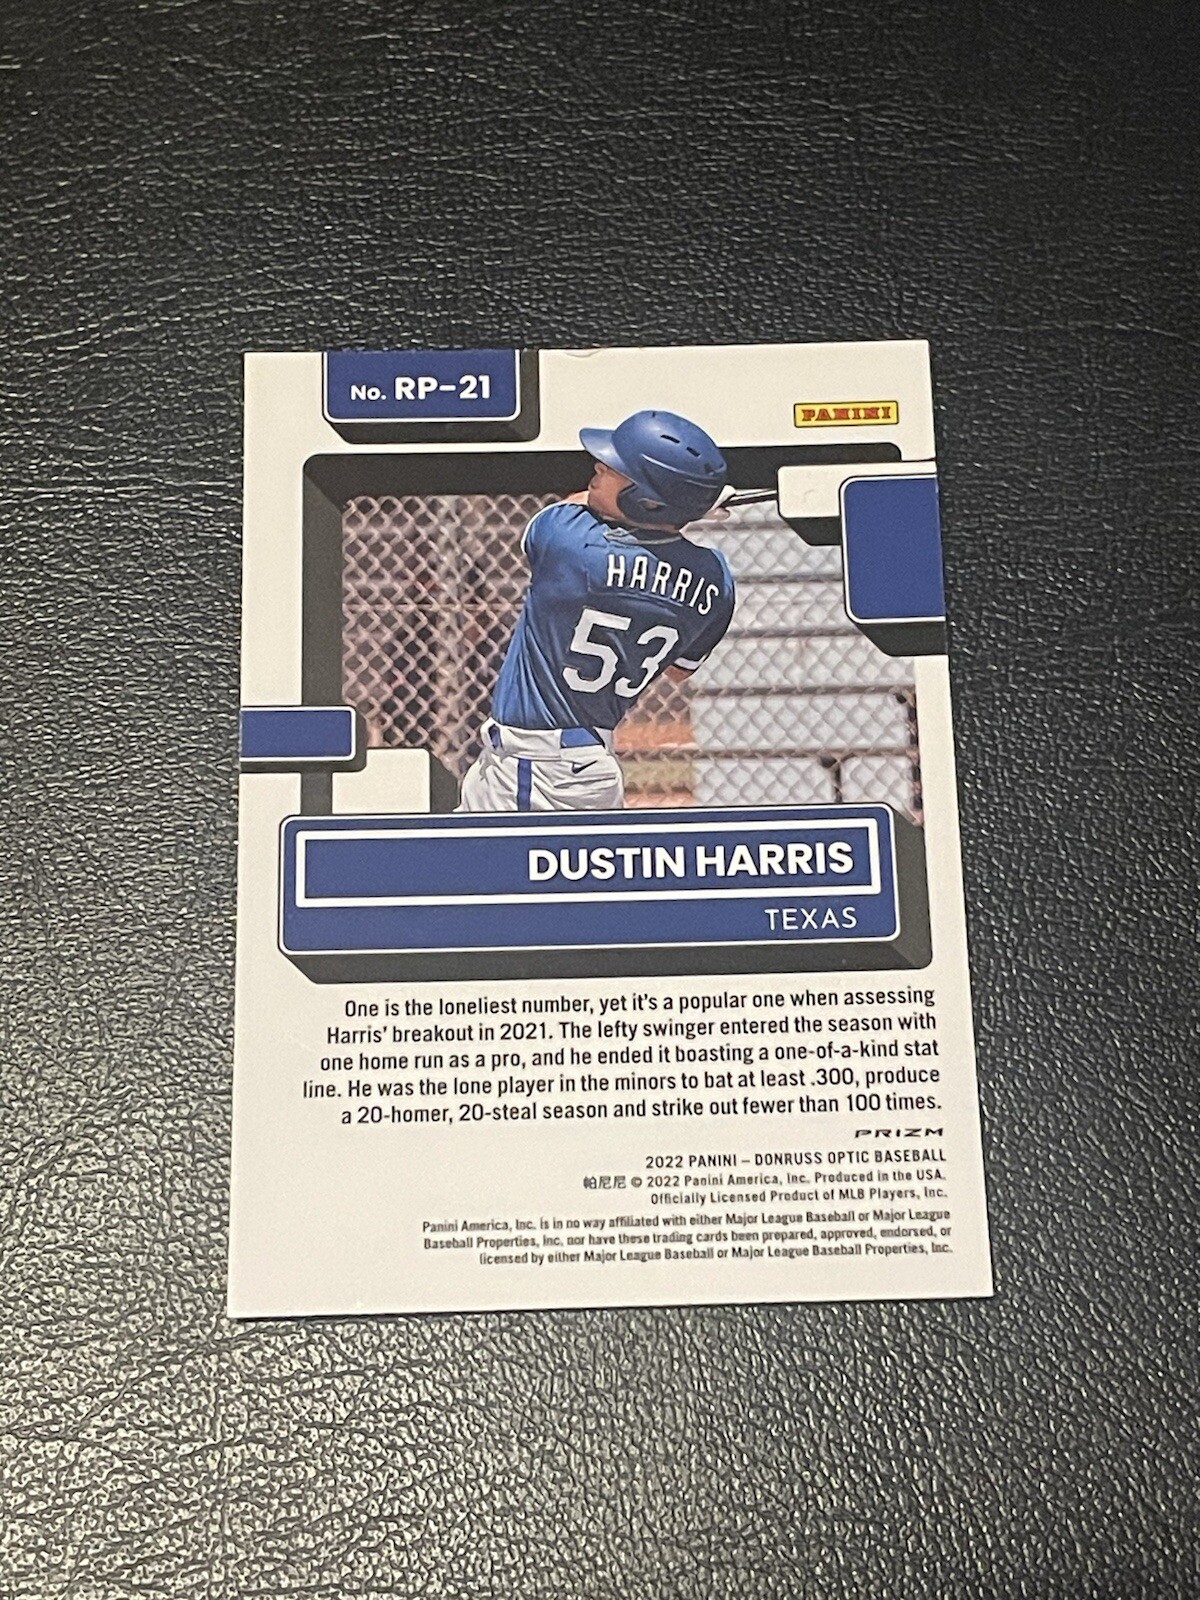 No. RP-21
PANINI
HARRIS
53
DUSTIN HARRIS
TEXAS
One is the loneliest number, yet it's a popular one when assessing
Harris' breakout in 2021. The lefty swinger entered the season with
one home run as a pro, and he ended it boasting a one-of-a-kind stat
line. He was the lone player in the minors to bat at least .300, produce
a 20-homer, 20-steal season and strike out fewer than 100 times.
PRIZM
2022 PANINI – DONRUSS OPTIC BASEBALL
帕尼尼 © 2022 Panini America, Inc. Produced in the USA.
Officially Licensed Product of MLB Players, Inc.
Panini America, Inc. is in no way affiliated with either Major League Baseball or Major League
Baseball Properties, Inc. nor have these trading cards been prepared, approved, endorsed, or
licensed by either Major League Baseball or Major League Baseball Properties, Inc.